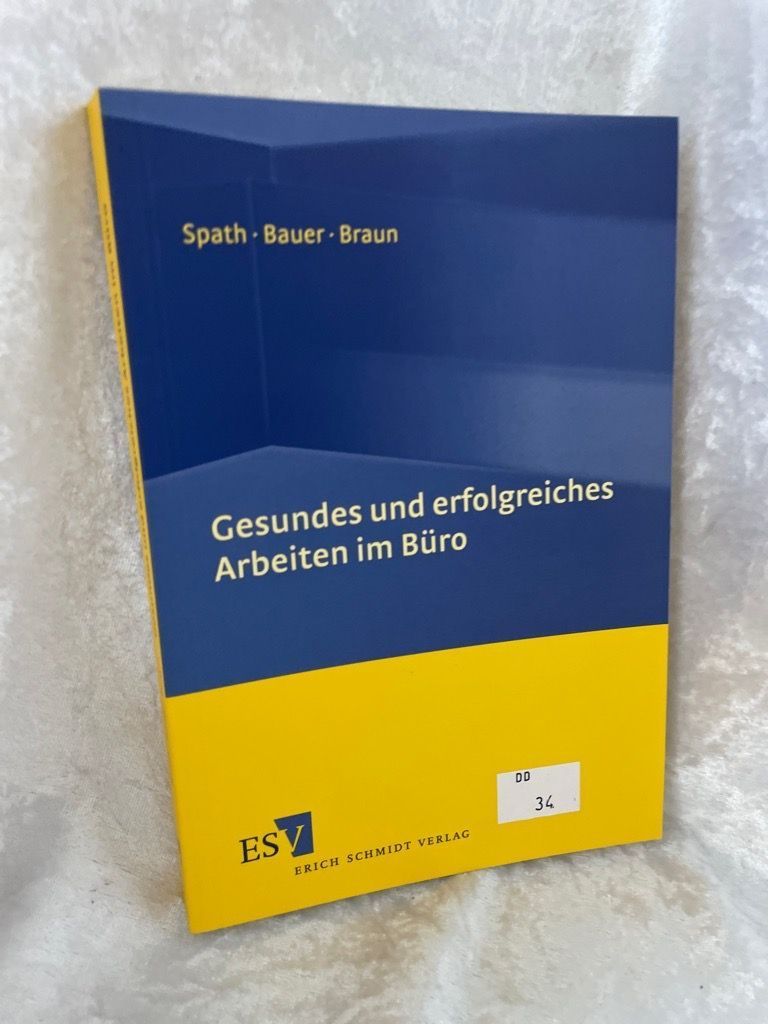 Spath · Bauer · Braun
Gesundes und erfolgreiches
Arbeiten im Büro
DD
34.
ESV
ERICH SCHMIDT VERLAG